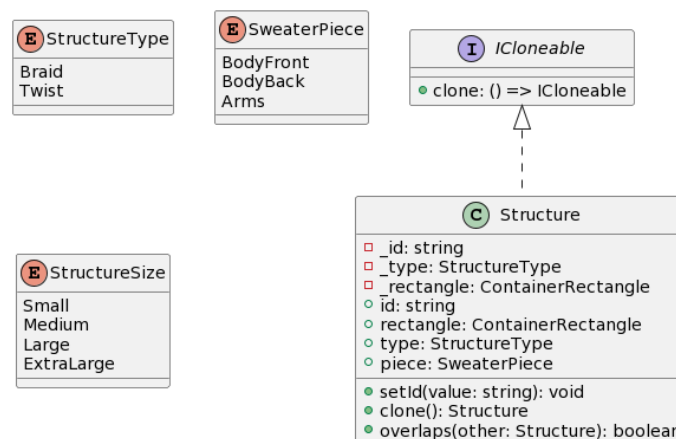 E StructureType
Braid
Twist
E SweaterPiece
BodyFront
BodyBack
Arms
I ICloneable
clone: () => ICloneable
E StructureSize
Small
Medium
Large
ExtraLarge
C Structure
_id: string
_type: StructureType
_rectangle: ContainerRectangle
id: string
rectangle: ContainerRectangle
type: StructureType
piece: SweaterPiece
setId(value: string): void
clone(): Structure
overlaps(other: Structure): boolean